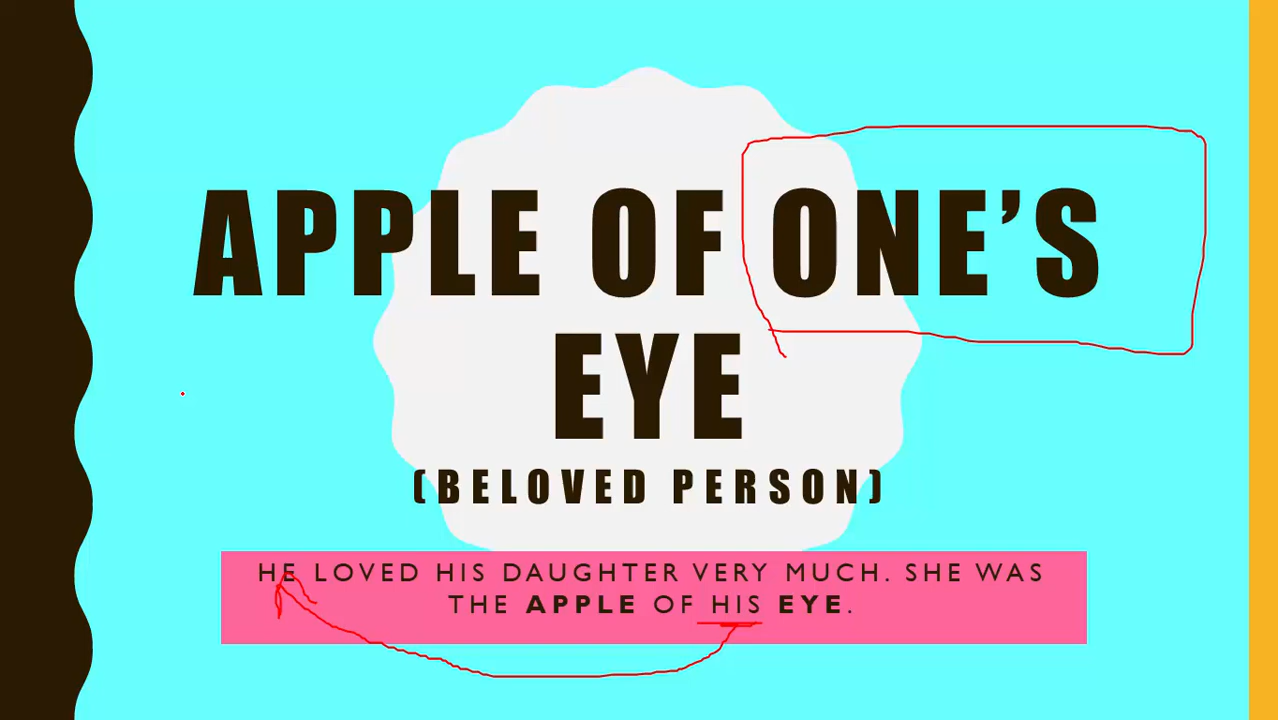 APPLE OF ONE’S
EYE
(BELOVED PERSON)
HE LOVED HIS DAUGHTER VERY MUCH. SHE WAS
THE APPLE OF HIS EYE.